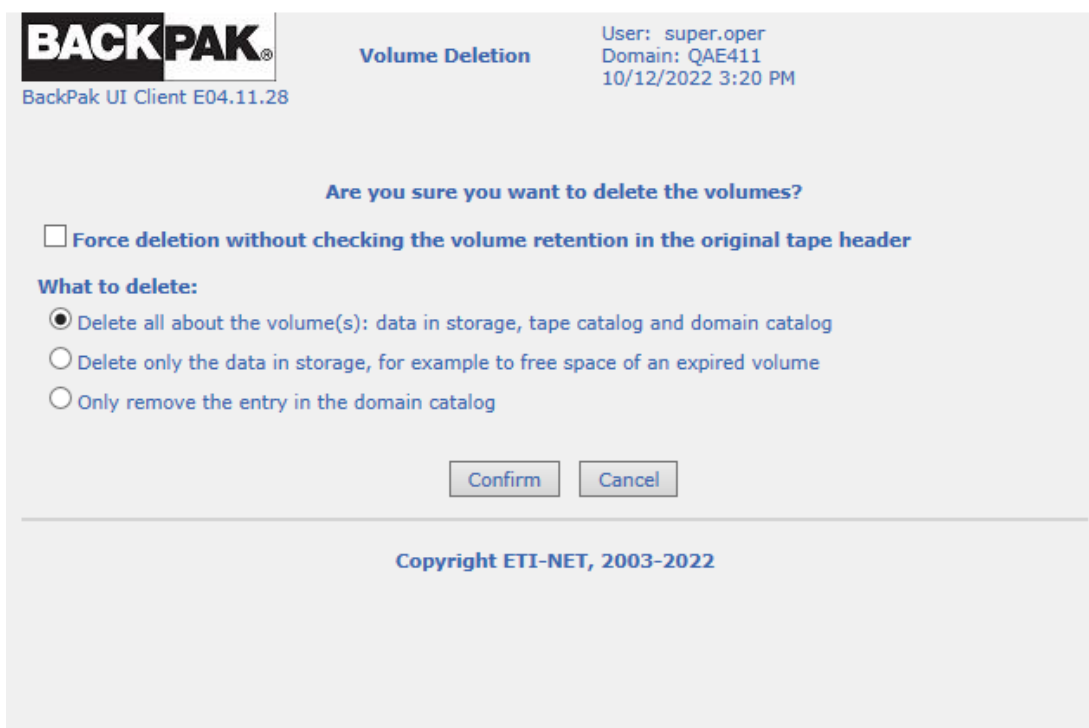 BACKPAK®
Volume Deletion
User: super.oper
Domain: QAE411
10/12/2022 3:20 PM
BackPak UI Client E04.11.28
Are you sure you want to delete the volumes?
Force deletion without checking the volume retention in the original tape header
What to delete:
Delete all about the volume(s): data in storage, tape catalog and domain catalog
Delete only the data in storage, for example to free space of an expired volume
Only remove the entry in the domain catalog
Confirm Cancel
Copyright ETI-NET, 2003-2022